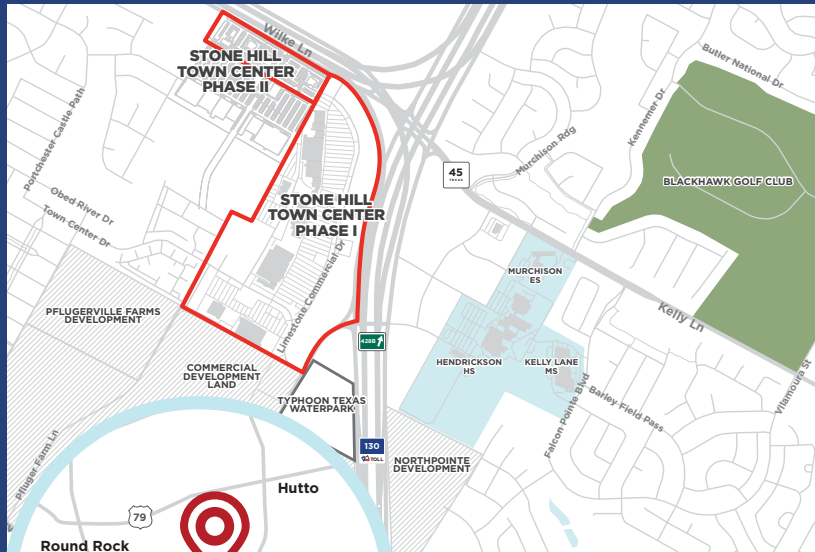 Wilke Ln
STONE HILL
TOWN CENTER
PHASE II
Butler National Dr
Kennemer Dr
Portchester Castle Path
Murchison Rdg
45
TEXAS
BLACKHAWK GOLF CLUB
Obed River Dr
Town Center Dr
STONE HILL
TOWN CENTER
PHASE I
Limestone Commercial Dr
MURCHISON
ES
PFLUGERVILLE FARMS
DEVELOPMENT
Kelly Ln
428B
HENDRICKSON
HS
KELLY LANE
MS
COMMERCIAL
DEVELOPMENT
LAND
TYPHOON TEXAS
WATERPARK
Falcon Pointe Blvd
Barley Field Pass
Vilamoura St
Pfluger Farm Ln
130
TOLL
NORTHPOINTE
DEVELOPMENT
Hutto
79
Round Rock